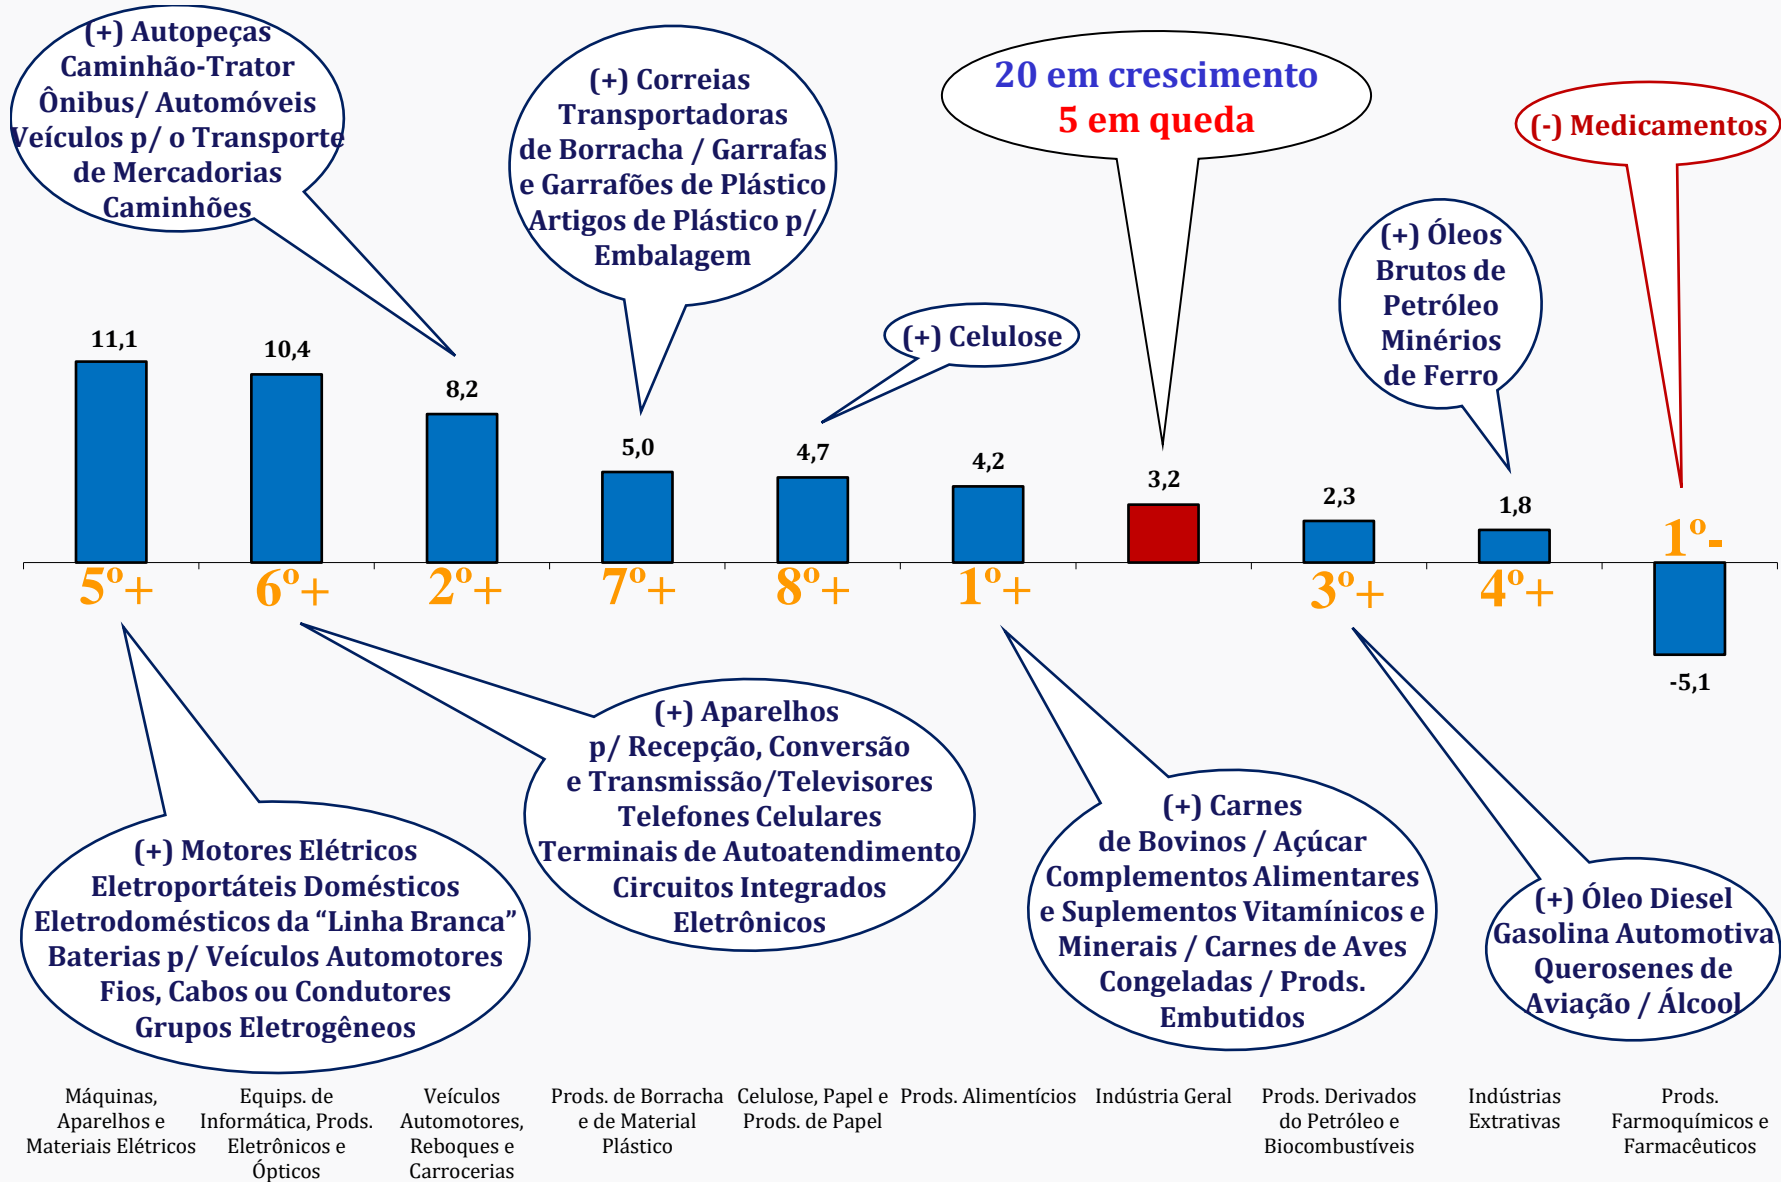 (+) Autopeças
Caminhão-Trator
Ônibus/ Automóveis
Veículos p/ o Transporte
de Mercadorias
Caminhões
(+) Correias
Transportadoras
de Borracha / Garrafas
e Garrafões de Plástico
Artigos de Plástico p/
Embalagem
20 em crescimento
5 em queda
(-) Medicamentos
(+) Celulose
(+) Óleos
Brutos de
Petróleo
Minérios
de Ferro
11,1
10,4
8,2
5,0
4,7
4,2
3,2
2,3
1,8
-5,1
5º+
6º+
2º+
7º+
8º+
1º+
3º+
4º+
1º-
(+) Motores Elétricos
Eletroportáteis Domésticos
Eletrodomésticos da “Linha Branca”
Baterias p/ Veículos Automotores
Fios, Cabos ou Condutores
Grupos Eletrogêneos
(+) Aparelhos
p/ Recepção, Conversão
e Transmissão/Televisores
Telefones Celulares
Terminais de Autoatendimento
Circuitos Integrados
Eletrônicos
(+) Carnes
de Bovinos / Açúcar
Complementos Alimentares
e Suplementos Vitamínicos e
Minerais / Carnes de Aves
Congeladas / Prods.
Embutidos
(+) Óleo Diesel
Gasolina Automotiva
Querosenes de
Aviação / Álcool
Máquinas,
Aparelhos e
Materiais Elétricos
Equips. de
Informática, Prods.
Eletrônicos e
Ópticos
Veículos
Automotores,
Reboques e
Carrocerias
Prods. de Borracha
e de Material
Plástico
Celulose, Papel e
Prods. de Papel
Prods. Alimentícios
Indústria Geral
Prods. Derivados
do Petróleo e
Biocombustíveis
Indústrias
Extrativas
Prods.
Farmoquímicos e
Farmacêuticos